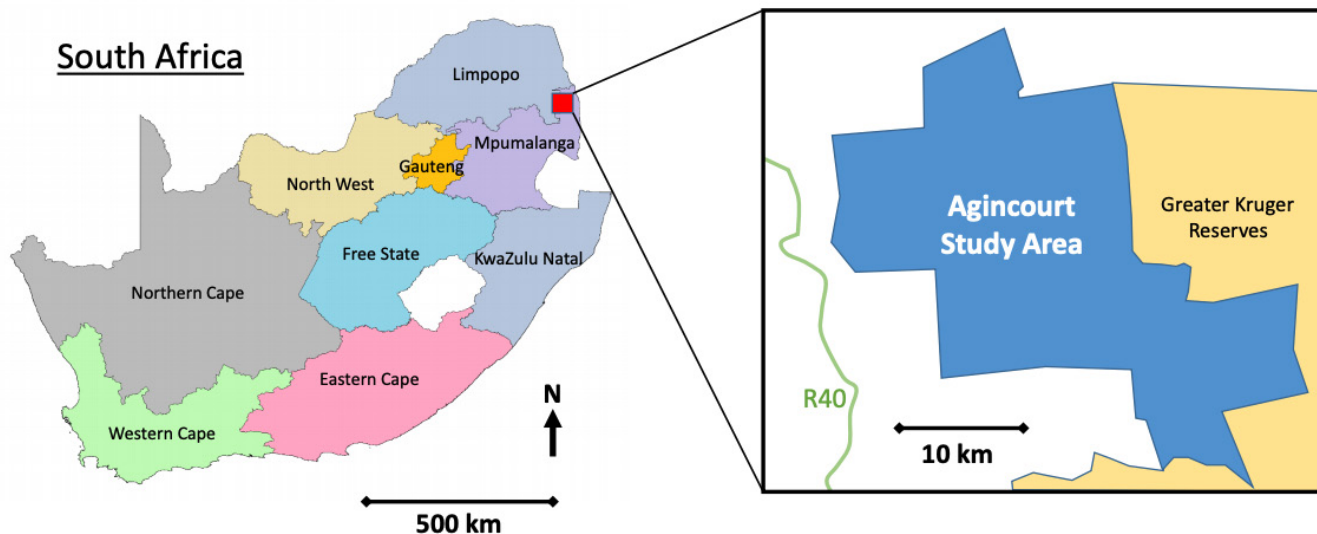 South Africa
Limpopo
Mpumalanga
Gauteng
North West
Free State
KwaZulu Natal
Northern Cape
Eastern Cape
Western Cape
N
500 km
Agincourt
Study Area
Greater Kruger
Reserves
R40
10 km